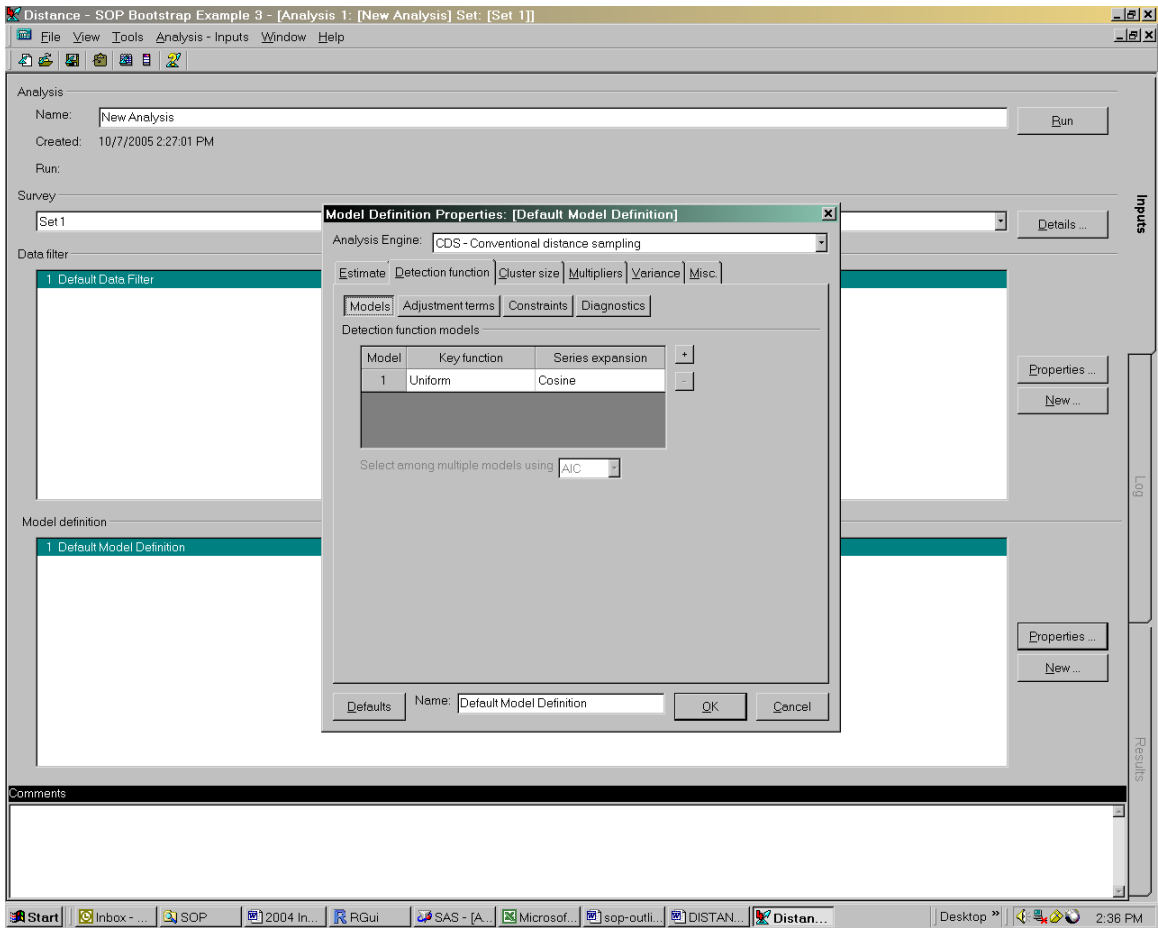 Distance - SOP Bootstrap Example 3 - [Analysis 1: [New Analysis] Set: [Set 1]]
File View Tools Analysis - Inputs Window Help
Analysis
Name: New Analysis Run
Created: 10/7/2005 2:27:01 PM
Run:
Survey
Set 1 Details ...
Data filter
1 Default Data Filter
Properties ...
New ...
Model definition
1 Default Model Definition
Properties ...
New ...
Comments
Inputs
Log
Results
Model Definition Properties: [Default Model Definition]
Analysis Engine: CDS - Conventional distance sampling
Estimate Detection function Cluster size Multipliers Variance Misc.
Models Adjustment terms Constraints Diagnostics
Detection function models
Model Key function Series expansion +
1 Uniform Cosine -
Select among multiple models using AIC
Defaults Name: Default Model Definition OK Cancel
Start Inbox - ... SOP 2004 In... RGui SAS - [A... Microsof... sop-outli... DISTAN... Distan... Desktop » 2:36 PM